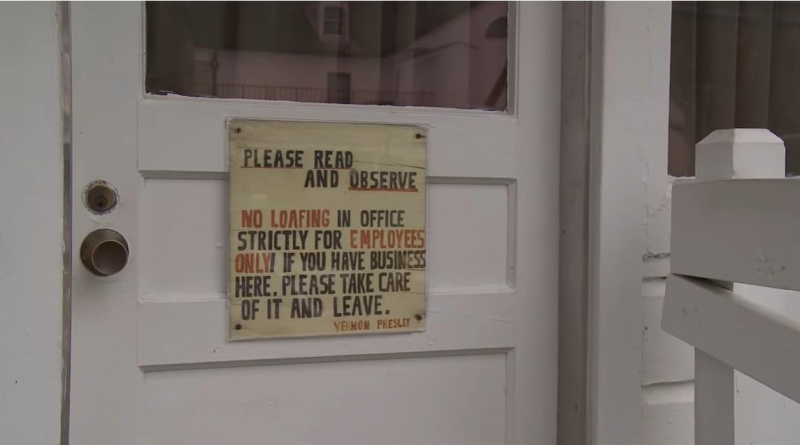 PLEASE READ
AND OBSERVE
NO LOAFING IN OFFICE
STRICTLY FOR EMPLOYEES
ONLY! IF YOU HAVE BUSINESS
HERE. PLEASE TAKE CARE
OF IT AND LEAVE.
VERNON PRESLEY